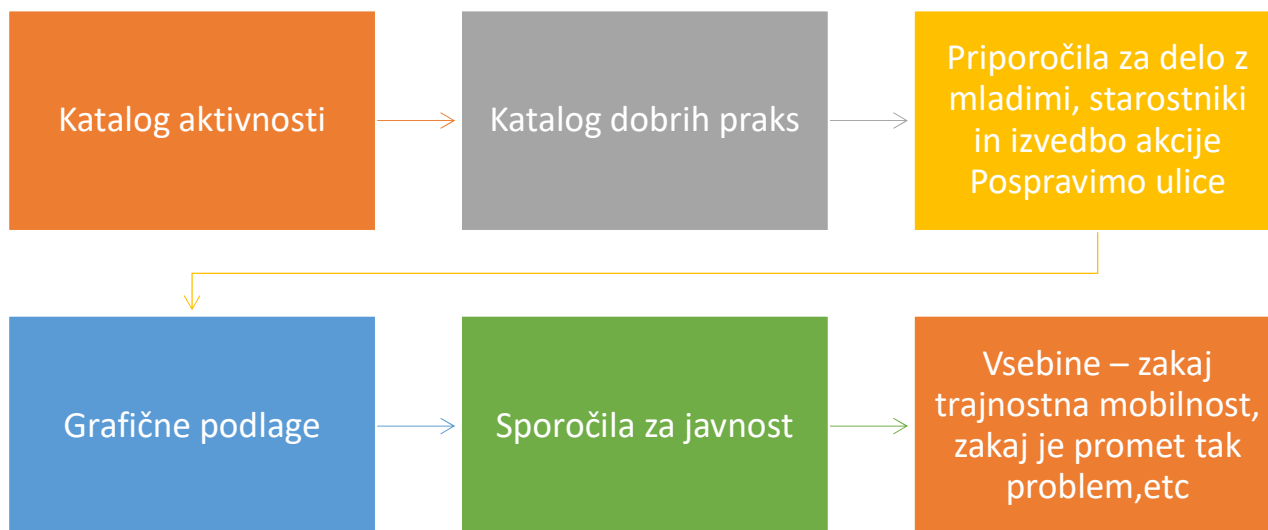 Katalog aktivnosti
Katalog dobrih praks
Priporočila za delo z
mladimi, starostniki
in izvedbo akcije
Pospravimo ulice
Grafične podlage
Sporočila za javnost
Vsebine – zakaj
trajnostna mobilnost,
zakaj je promet tak
problem,etc